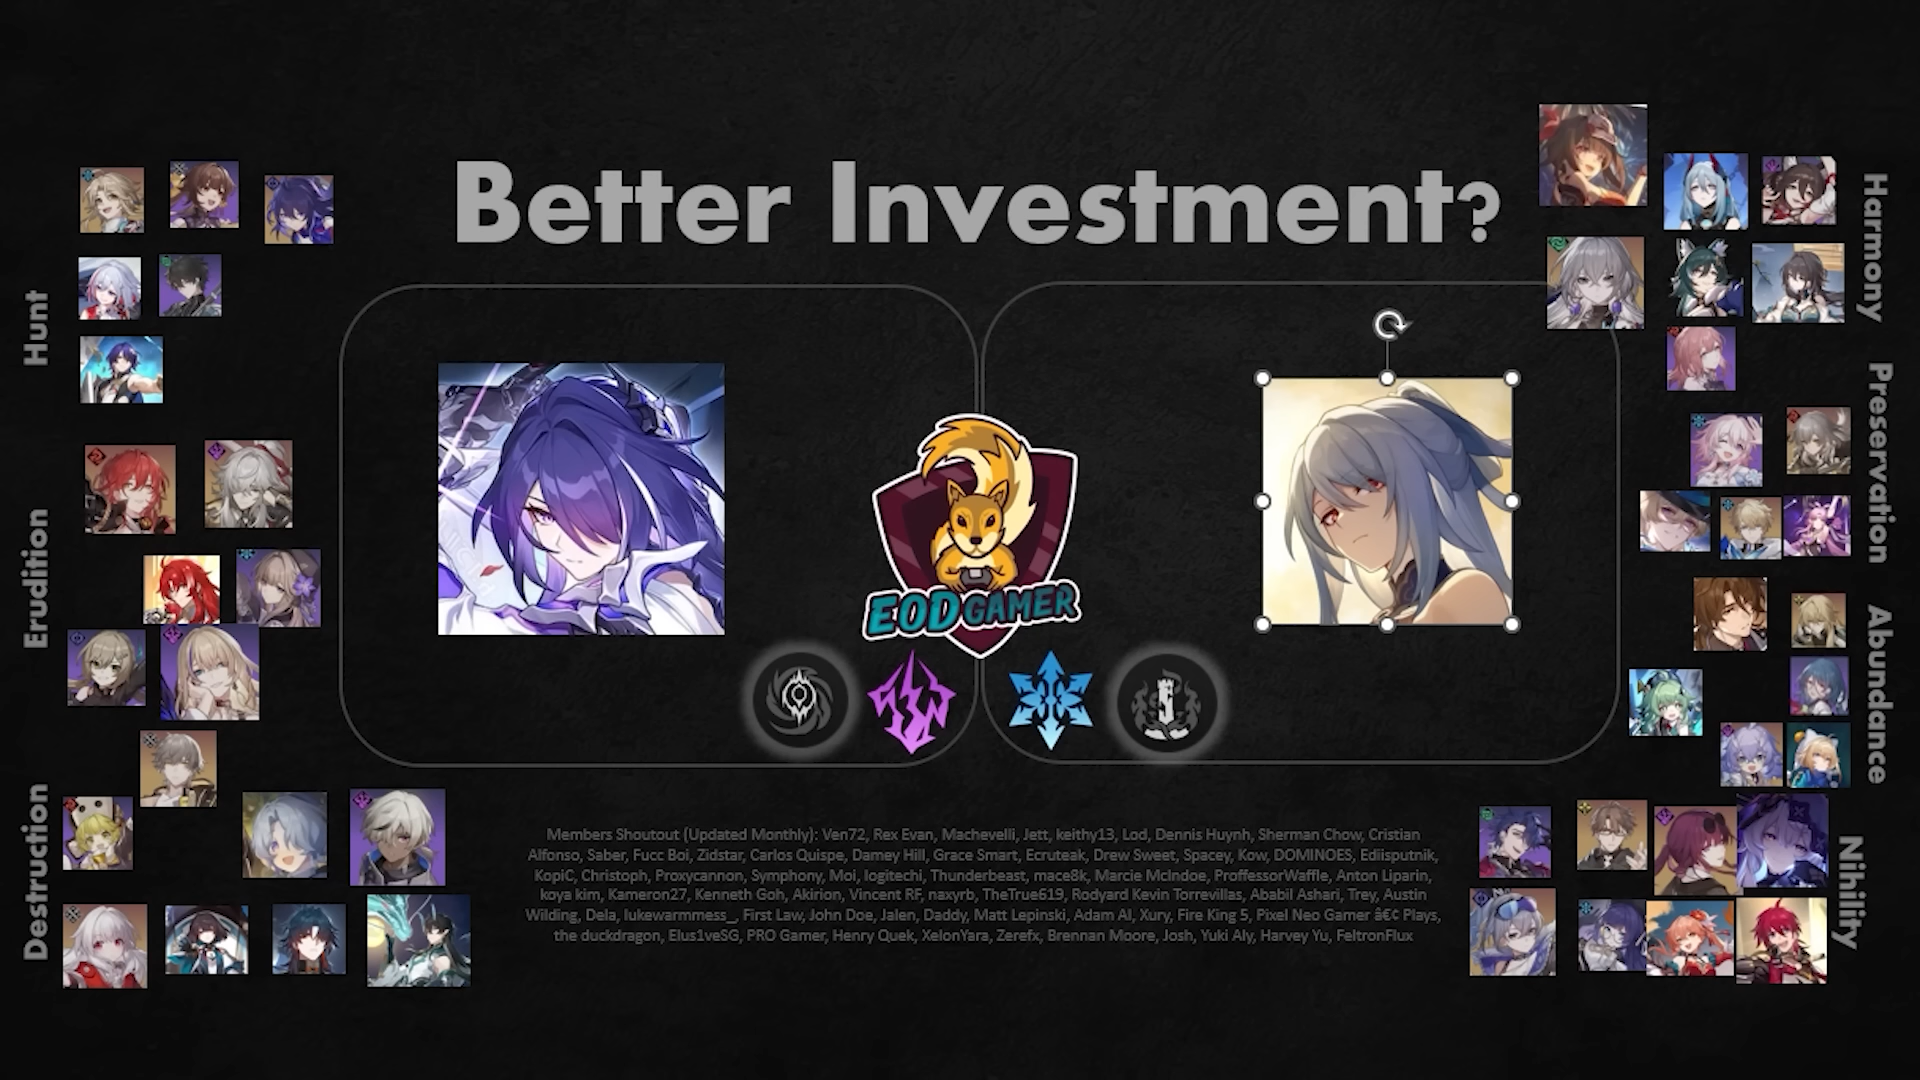 Better Investment?
Hunt
Erudition
Destruction
Harmony
Preservation
Abundance
Nihility
EODGAMER
Members Shoutout (Updated Monthly): Ven72, Rex Evan, Machevelli, Jett, keithy13, Lod, Dennis Huynh, Sherman Chow, Cristian
Alfonso, Saber, Fucc Boi, Zidstar, Carlos Quispe, Damey Hill, Grace Smart, Ecruteak, Drew Sweet, Spacey, Kow, DOMINOES, Ediisputnik,
KopiC, Christoph, Proxycannon, Symphony, Moi, logitechi, Thunderbeast, mace8k, Marcie McIndoe, ProffessorWaffle, Anton Liparin,
koya kim, Kameron27, Kenneth Goh, Akirion, Vincent RF, naxyrb, TheTrue619, Rodyard Kevin Torrevillas, Ababil Ashari, Trey, Austin
Wilding, Dela, lukewarmmess_, First Law, John Doe, Jalen, Daddy, Matt Lepinski, Adam Al, Xury, Fire King 5, Pixel Neo Gamer â€¢ Plays,
the duckdragon, Elus1veSG, PRO Gamer, Henry Quek, XelonYara, Zerefx, Brennan Moore, Josh, Yuki Aly, Harvey Yu, FeltronFlux